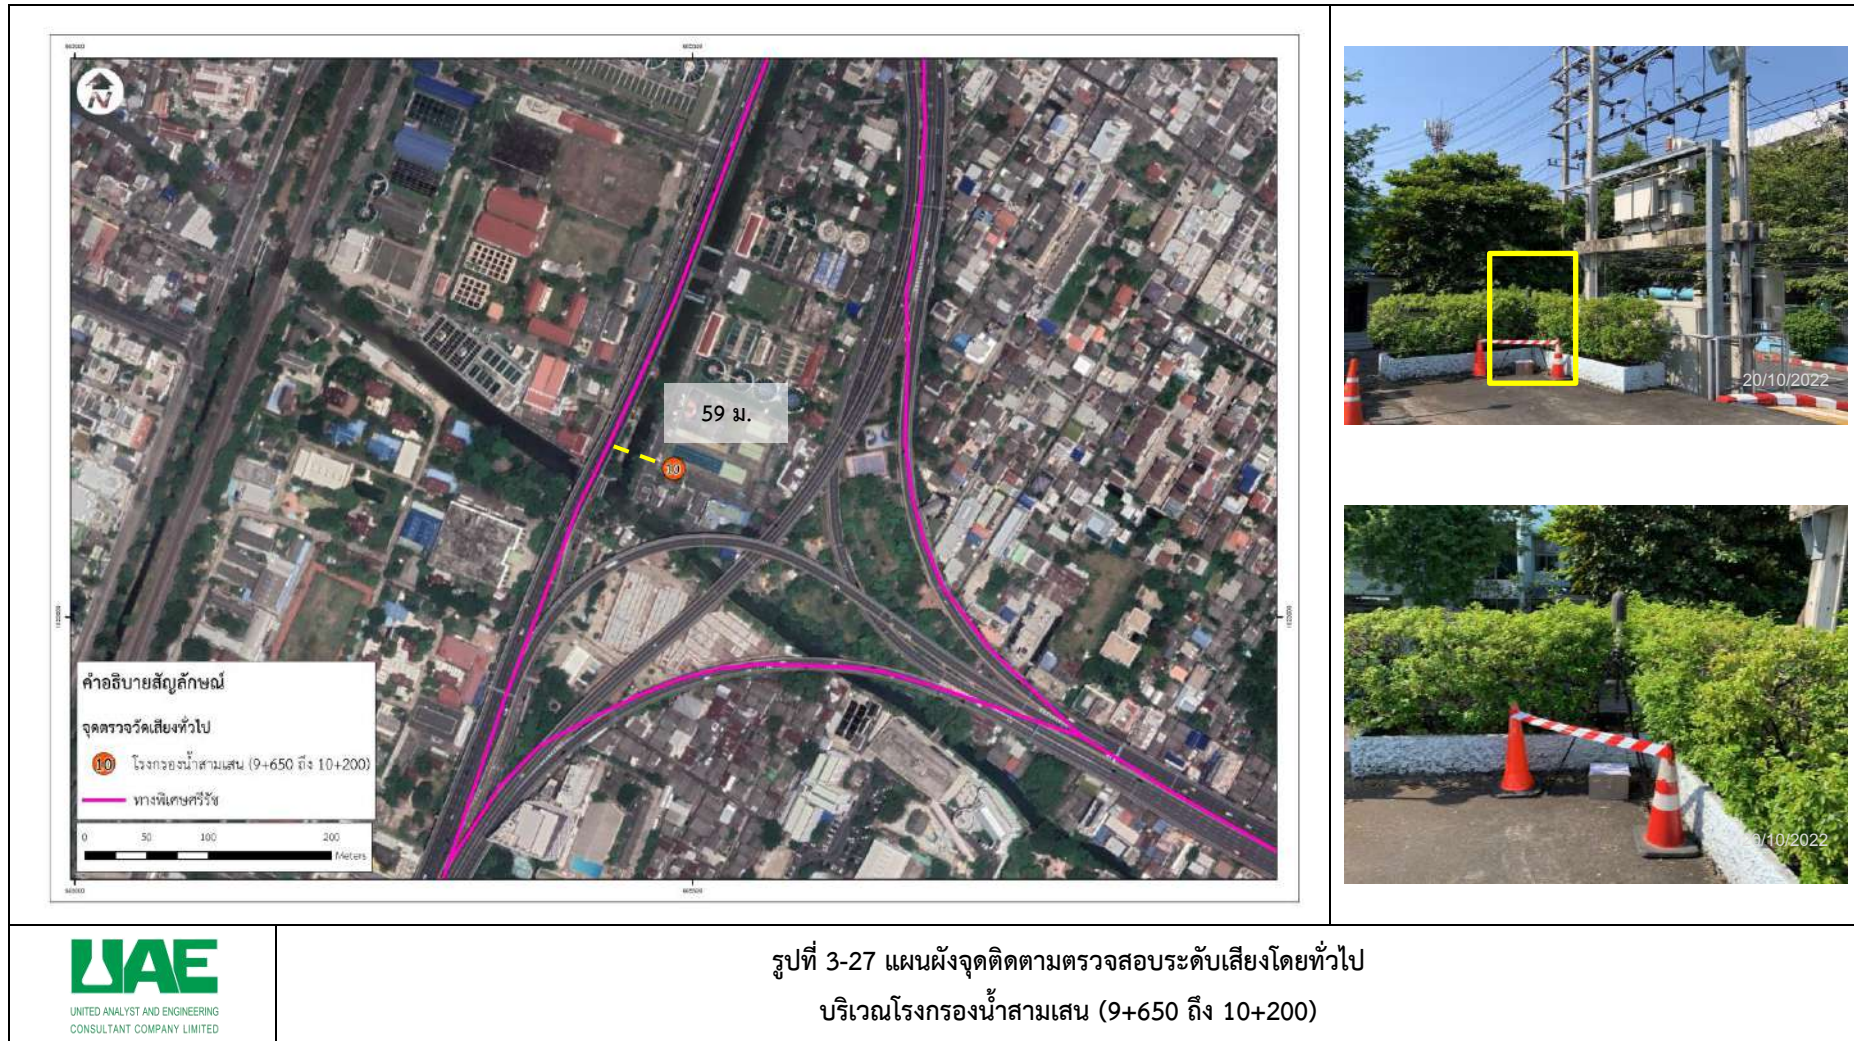 59 ม.
10
คำอธิบายสัญลักษณ์
จุดตรวจวัดเสียงทั่วไป
10 โรงกรองน้ำสามเสน (9+650 ถึง 10+200)
ทางพิเศษศรีรัช
0 50 100 200
Meters
20/10/2022
20/10/2022
UAE
UNITED ANALYST AND ENGINEERING
CONSULTANT COMPANY LIMITED
รูปที่ 3-27 แผนผังจุดติดตามตรวจสอบระดับเสียงโดยทั่วไป
บริเวณโรงกรองน้ำสามเสน (9+650 ถึง 10+200)